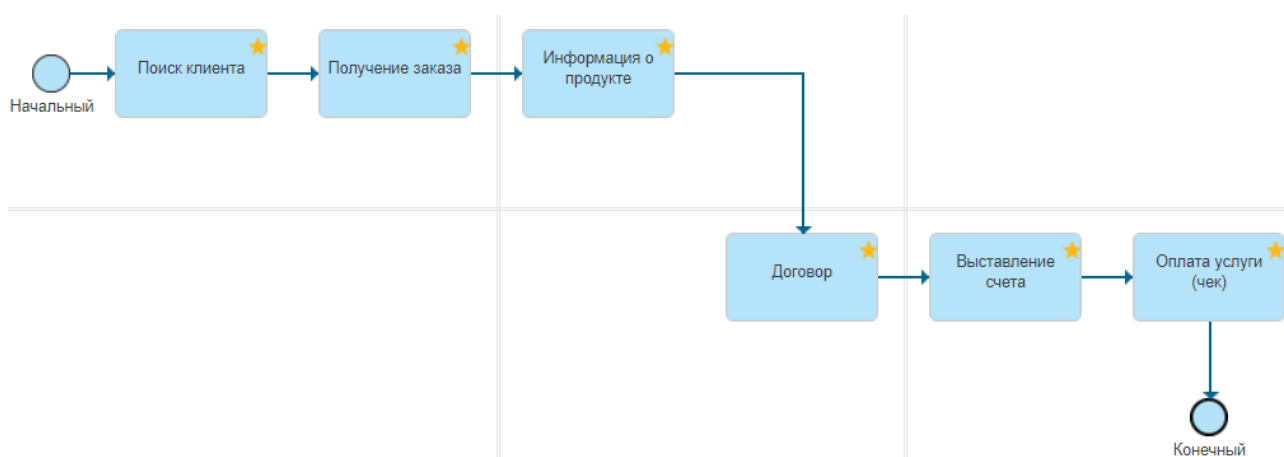 Начальный
Поиск клиента
Получение заказа
Информация о
продукте
Договор
Выставление
счета
Оплата услуги
(чек)
Конечный